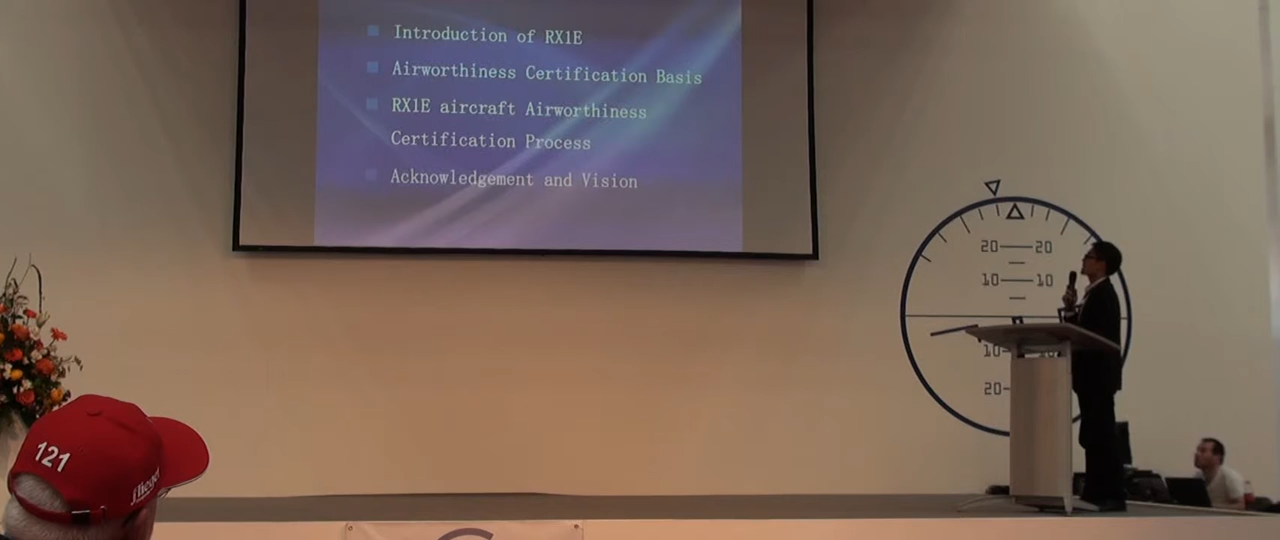 Introduction of RX1E
Airworthiness Certification Basis
RX1E aircraft Airworthiness
Certification Process
Acknowledgement and Vision
20 20
10 10
10
20
121